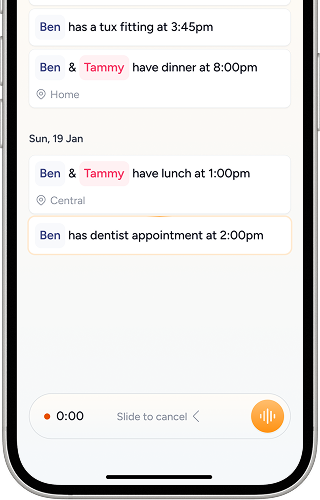 Ben has a tux fitting at 3:45pm
Ben & Tammy have dinner at 8:00pm
Home
Sun, 19 Jan
Ben & Tammy have lunch at 1:00pm
Central
Ben has dentist appointment at 2:00pm
0:00 Slide to cancel